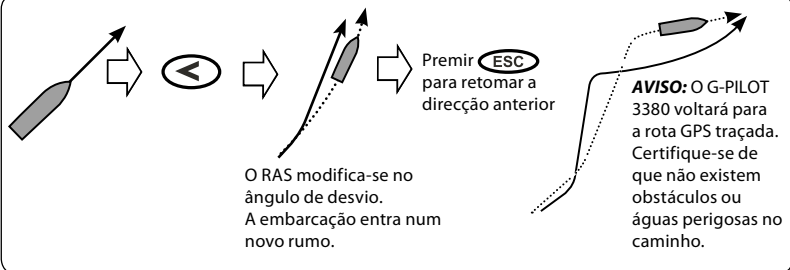 <
O RAS modifica-se no
ângulo de desvio.
A embarcação entra num
novo rumo.
Premir ESC
para retomar a
direcção anterior
AVISO: O G-PILOT
3380 voltará para
a rota GPS traçada.
Certifique-se de
que não existem
obstáculos ou
águas perigosas no
caminho.